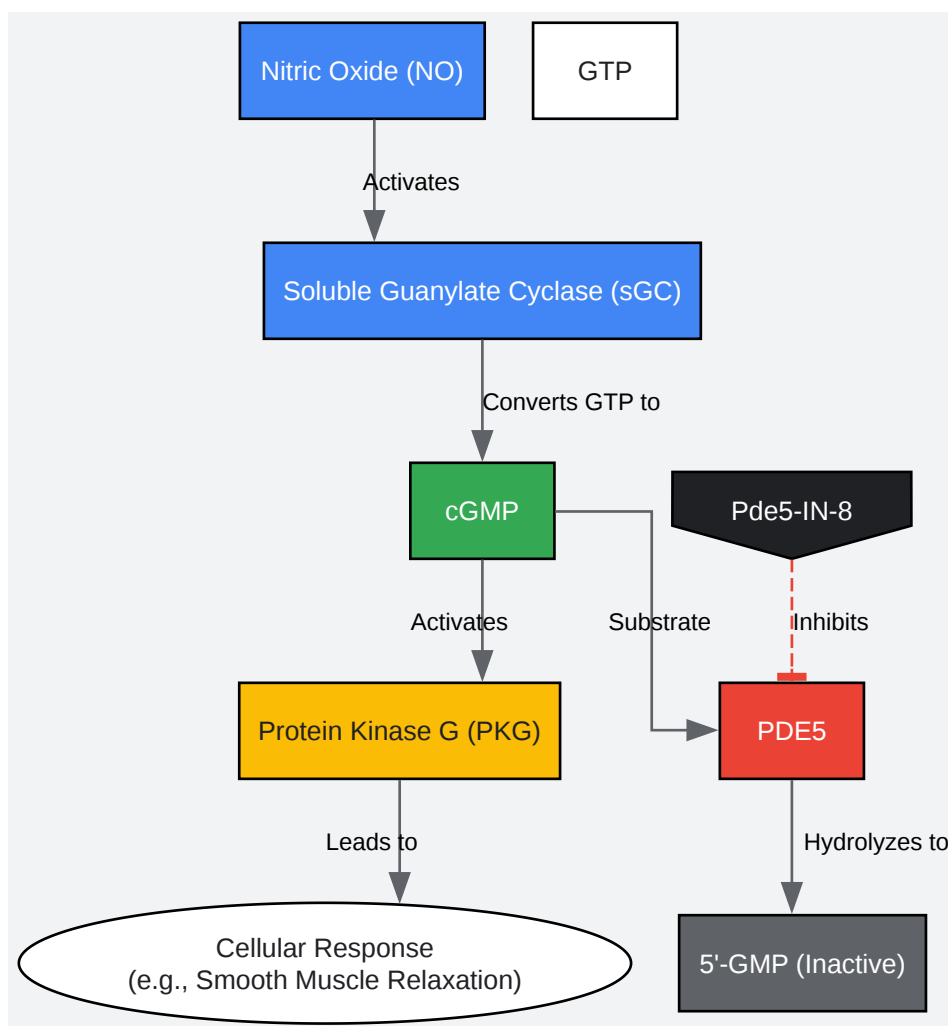 Nitric Oxide (NO)
GTP
Activates
Soluble Guanylate Cyclase (sGC)
Converts GTP to
cGMP
Pde5-IN-8
Activates
Substrate
Inhibits
Protein Kinase G (PKG)
PDE5
Leads to
Hydrolyzes to
Cellular Response
(e.g., Smooth Muscle Relaxation)
5'-GMP (Inactive)